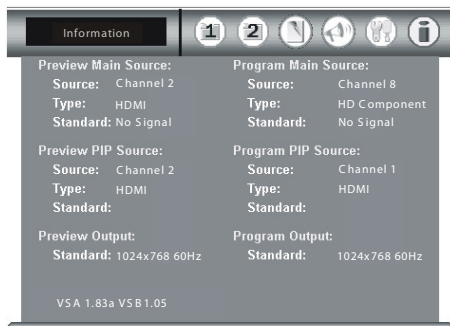 Information 1 2 i
Preview Main Source:
Source: Channel 2
Type: HDMI
Standard: No Signal
Program Main Source:
Source: Channel 8
Type: HD Component
Standard: No Signal
Preview PIP Source:
Source: Channel 2
Type: HDMI
Standard:
Program PIP Source:
Source: Channel 1
Type: HDMI
Standard:
Preview Output:
Standard: 1024x768 60Hz
Program Output:
Standard: 1024x768 60Hz
VSA 1.83a VSB1.05